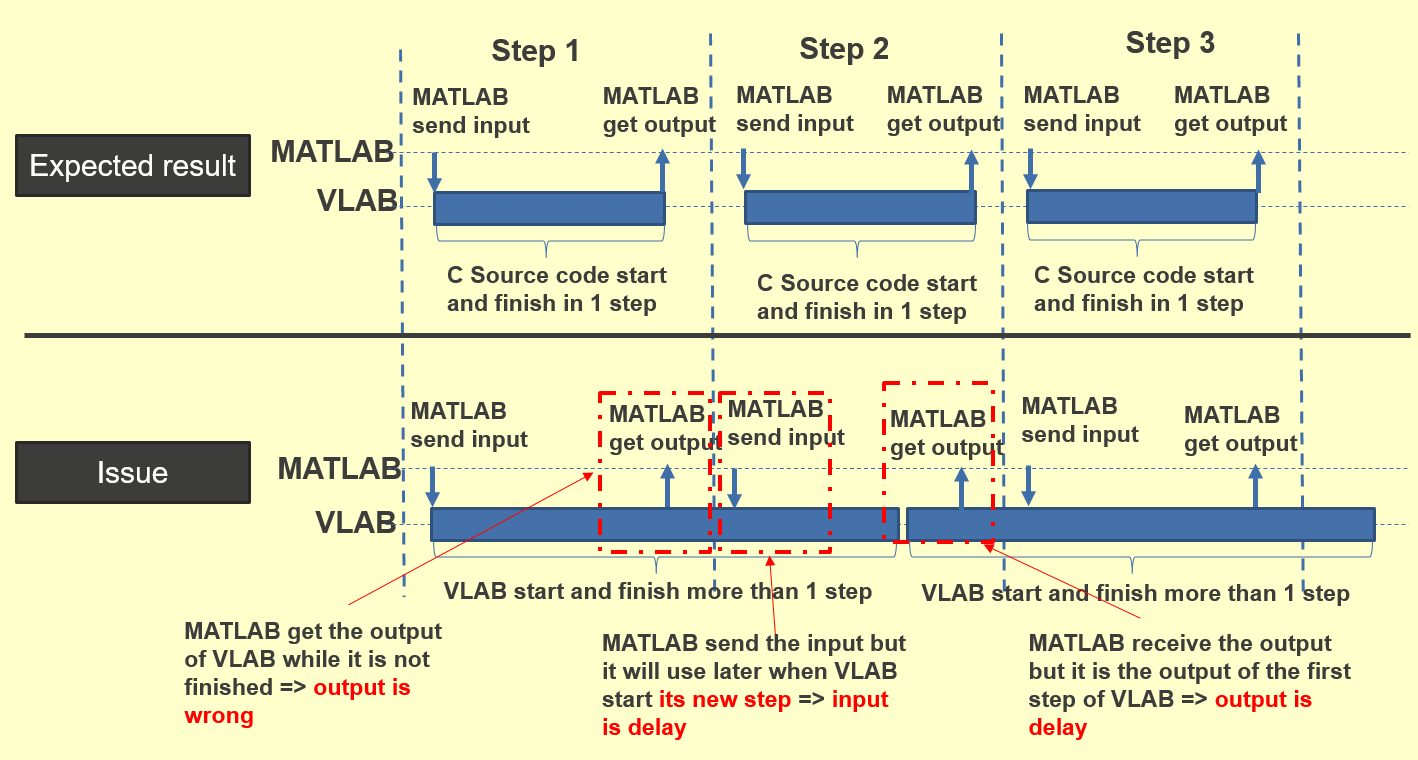 Step 1
Step 2
Step 3
MATLAB
send input
MATLAB
get output
MATLAB
send input
MATLAB
get output
MATLAB
send input
MATLAB
get output
Expected result
MATLAB
VLAB
C Source code start
and finish in 1 step
C Source code start
and finish in 1 step
C Source code start
and finish in 1 step
MATLAB
send input
MATLAB
get output
MATLAB
send input
MATLAB
get output
MATLAB
send input
MATLAB
get output
Issue
MATLAB
VLAB
VLAB start and finish more than 1 step
VLAB start and finish more than 1 step
MATLAB get the output
of VLAB while it is not
finished => output is
wrong
MATLAB send the input but
it will use later when VLAB
start its new step => input
is delay
MATLAB receive the output
but it is the output of the first
step of VLAB => output is
delay